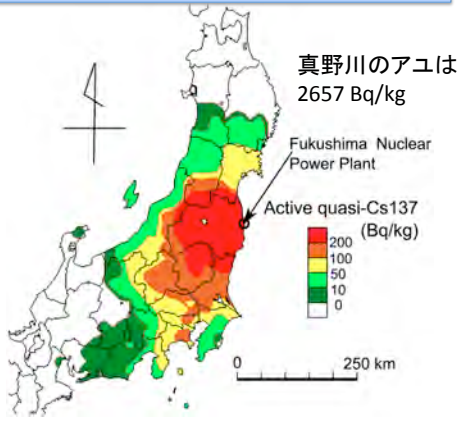 真野川のアユは
2657 Bq/kg
Fukushima Nuclear
Power Plant
Active quasi-Cs137
(Bq/kg)
200
100
50
10
0
0 250 km